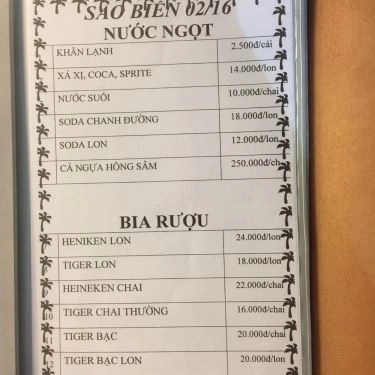 SAO BIỂN 02/16
NƯỚC NGỌT
KHĂN LẠNH 2.500đ/cái
XÁ XỊ, COCA, SPRITE 14.000đ/lon
NƯỚC SUỐI 10.000đ/chai
SODA CHANH ĐƯỜNG 18.000đ/lon
SODA LON 12.000đ/lon
CÁ NGỰA HỒNG SÂM 250.000đ/ch
BIA RƯỢU
HENIKEN LON 24.000đ/lon
TIGER LON 18.000đ/lon
HEINEKEN CHAI 22.000đ/chai
TIGER CHAI THƯỜNG 16.000đ/chai
TIGER BẠC 20.000đ/chai
TIGER BẠC LON 20.000đ/lon